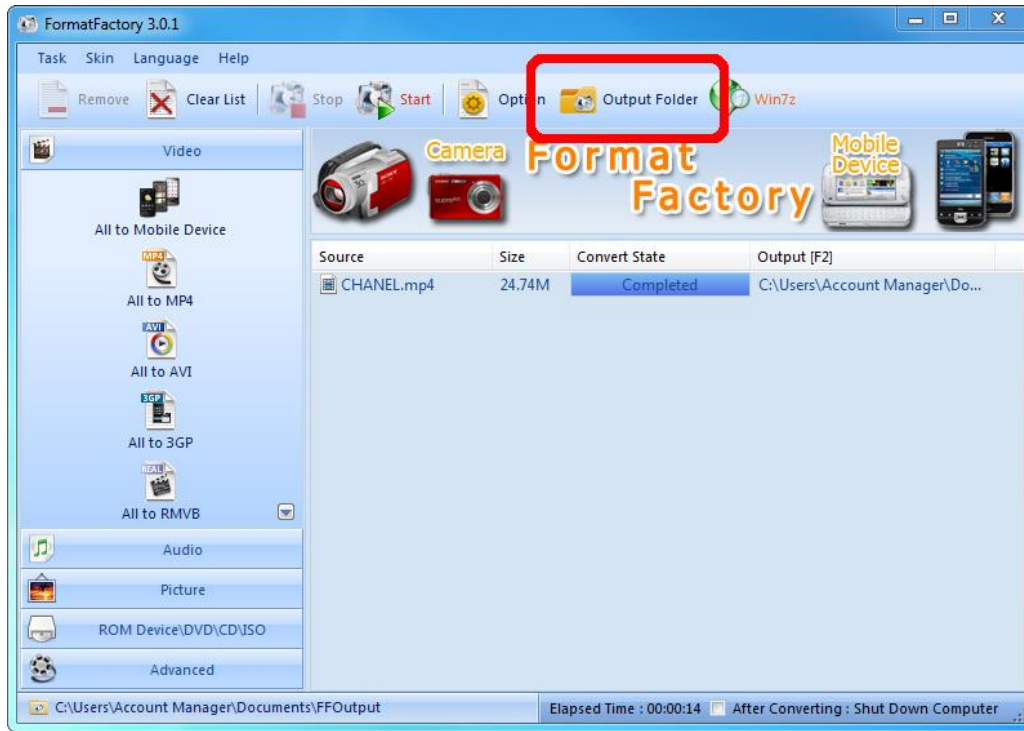 FormatFactory 3.0.1
Task Skin Language Help
Remove Clear List Stop Start Option Output Folder Win7z
Video
Camera Format Factory Mobile Device
All to Mobile Device
MP4
All to MP4
AVI
All to AVI
3GP
All to 3GP
REAL
All to RMVB
Audio
Picture
ROM Device\DVD\CD\ISO
Advanced
Source Size Convert State Output [F2]
CHANEL.mp4 24.74M Completed C:\Users\Account Manager\Do...
C:\Users\Account Manager\Documents\FFOutput Elapsed Time : 00:00:14 After Converting : Shut Down Computer